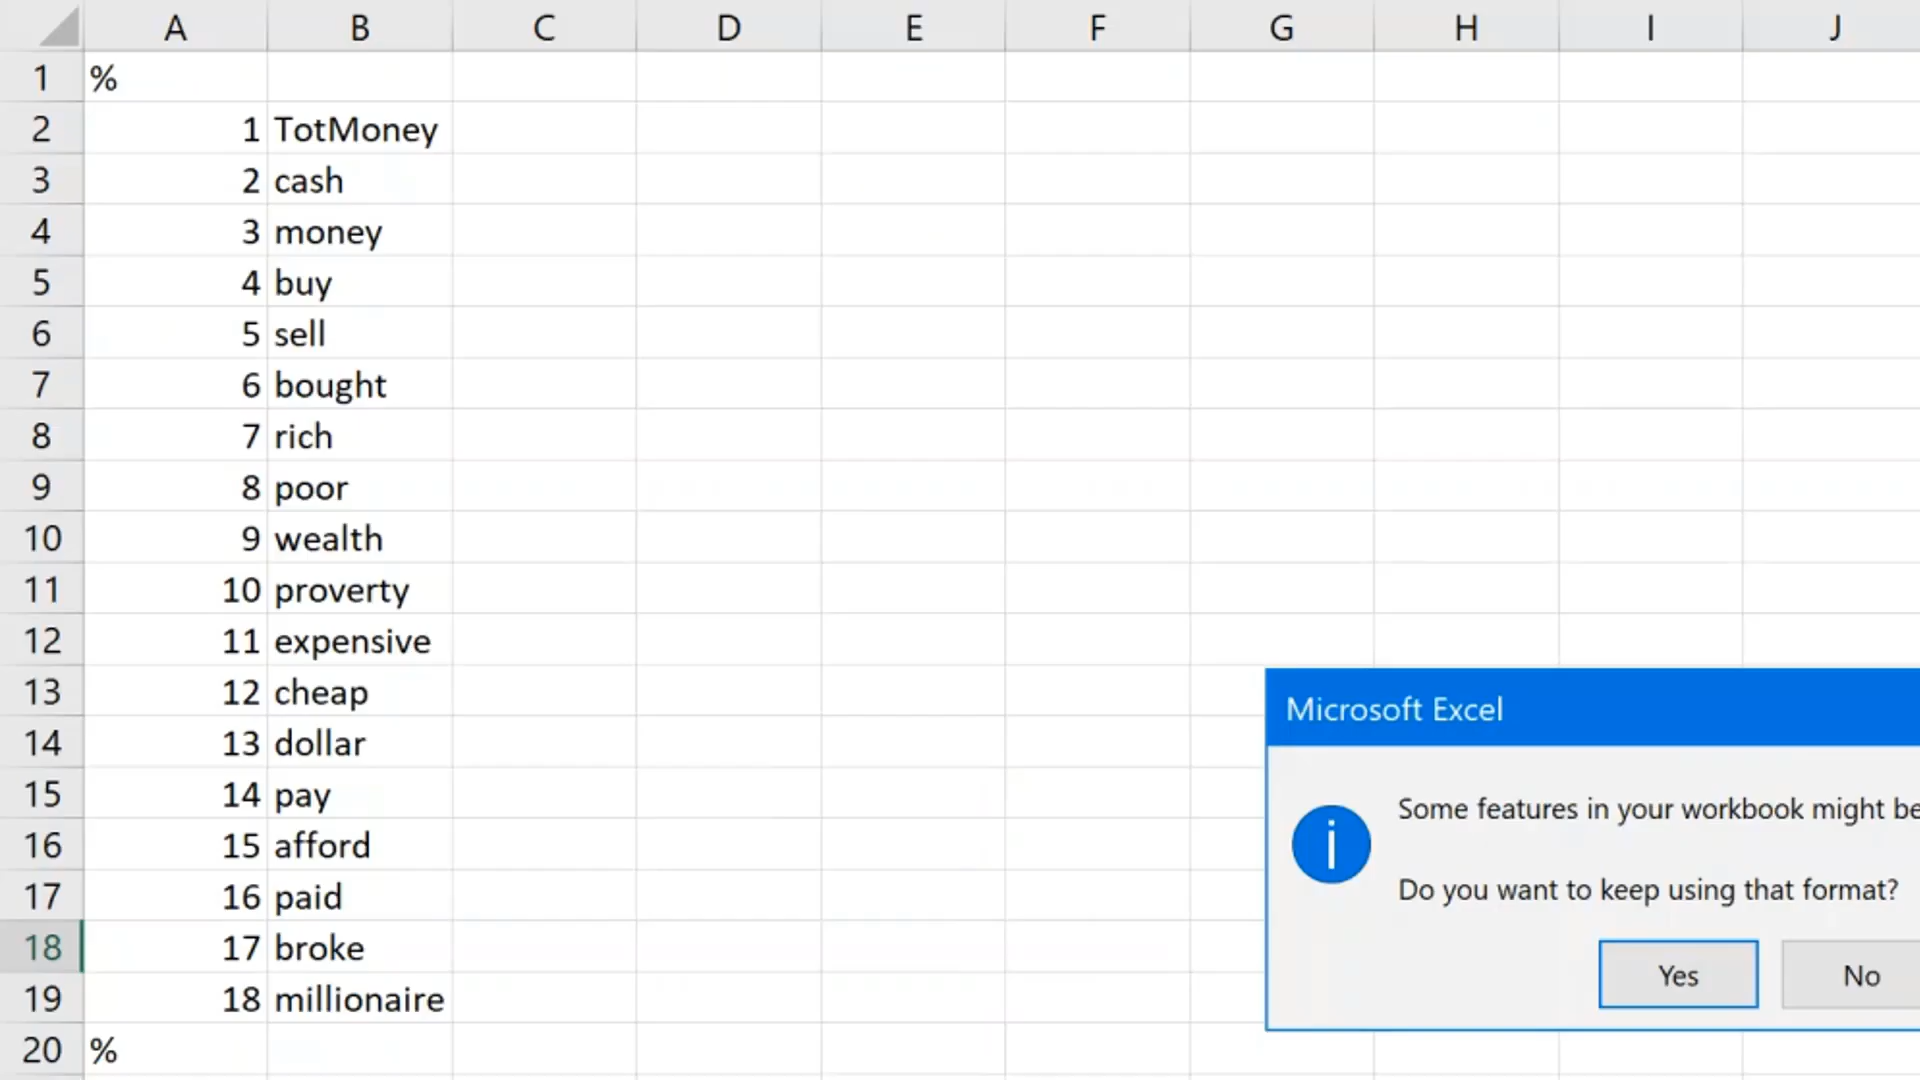 A B C D E F G H I J
1 %
2 1 TotMoney
3 2 cash
4 3 money
5 4 buy
6 5 sell
7 6 bought
8 7 rich
9 8 poor
10 9 wealth
11 10 proverty
12 11 expensive
13 12 cheap
14 13 dollar
15 14 pay
16 15 afford
17 16 paid
18 17 broke
19 18 millionaire
20 %
Microsoft Excel
Some features in your workbook might be
Do you want to keep using that format?
Yes No